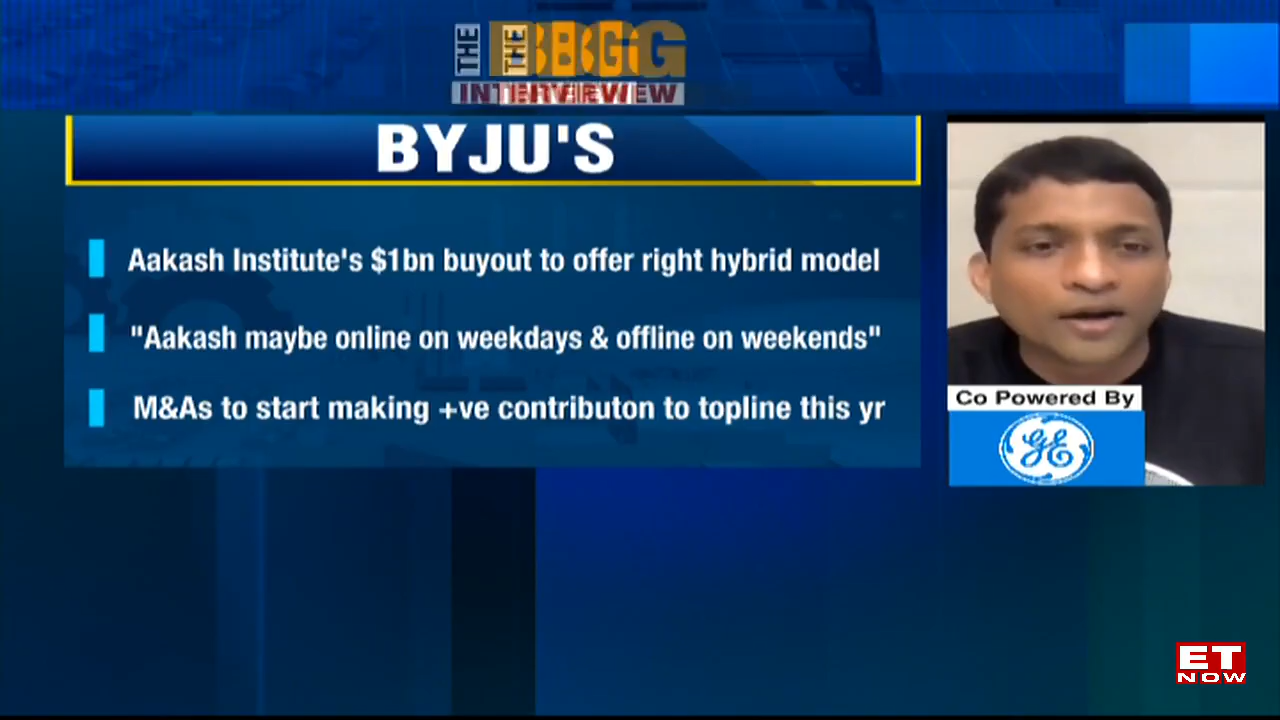 THE BIG
INTERVIEW
BYJU'S
Aakash Institute's $1bn buyout to offer right hybrid model
"Aakash maybe online on weekdays & offline on weekends"
M&As to start making +ve contributon to topline this yr
Co Powered By
GE
ET
NOW